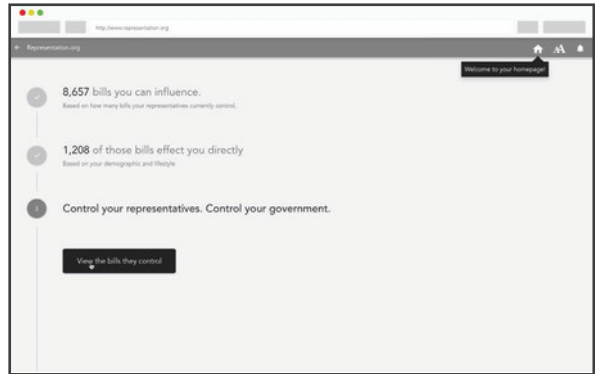 http://www.representation.org
← Representation.org
AA
Welcome to your homepage!
8,657 bills you can influence.
Based on how many bills your representatives currently control.
1,208 of those bills effect you directly
Based on your demographic and lifestyle.
3
Control your representatives. Control your government.
View the bills they control